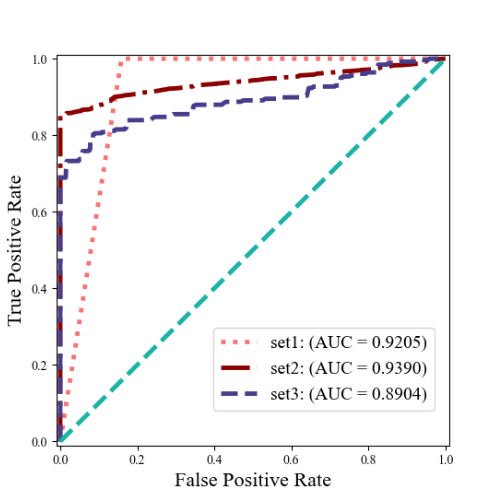 1.0
0.8
0.6
0.4
0.2
0.0
True Positive Rate
set1: (AUC = 0.9205)
set2: (AUC = 0.9390)
set3: (AUC = 0.8904)
0.0 0.2 0.4 0.6 0.8 1.0
False Positive Rate